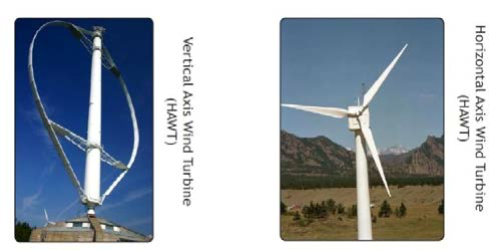 Vertical Axis Wind Turbine
(HAWT)
Horizontal Axis Wind Turbine
(HAWT)